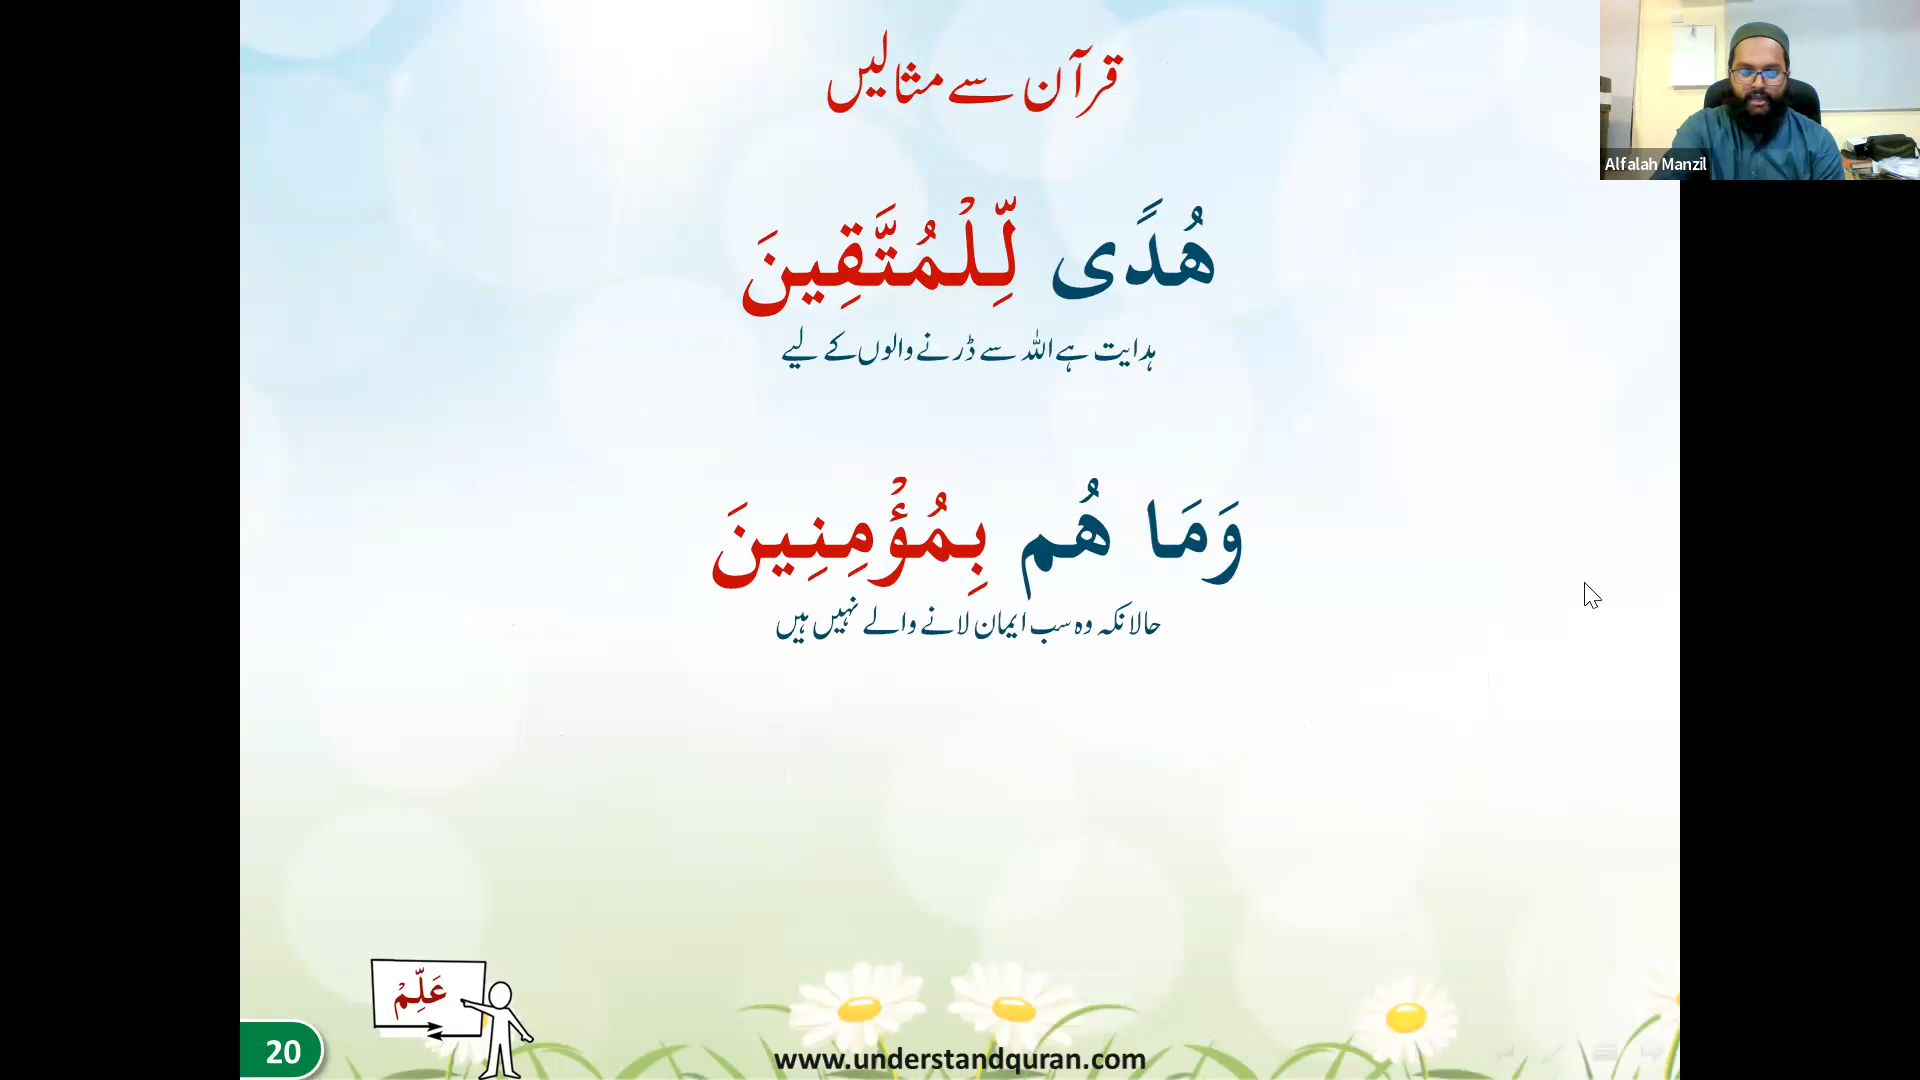 قرآن سے مثالیں
هُدًى لِّلْمُتَّقِينَ
ہدایت ہے اللہ سے ڈرنے والوں کے لیے
وَمَا هُم بِمُؤْمِنِينَ
حالانکہ وہ سب ایمان لانے والے نہیں ہیں
Alfalah Manzil
عَلِّمْ
20
www.understandquran.com